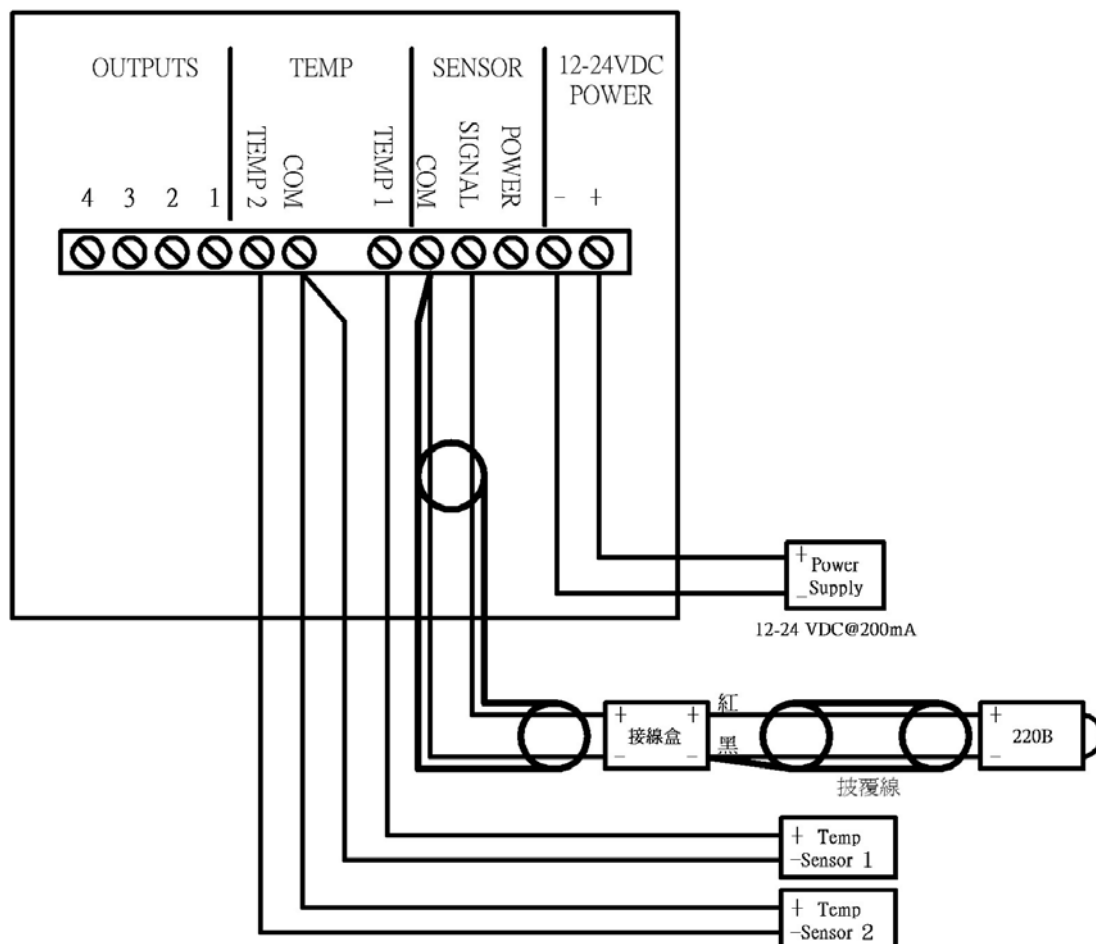 OUTPUTS
TEMP
SENSOR
12-24VDC
POWER
4
3
2
1
TEMP 2
COM
TEMP 1
COM
SIGNAL
POWER
-
+
+ Power
- Supply
12-24 VDC@200mA
+
-
接線盒
+
-
紅
黑
披覆線
+
-
220B
+ Temp
-Sensor 1
+ Temp
-Sensor 2